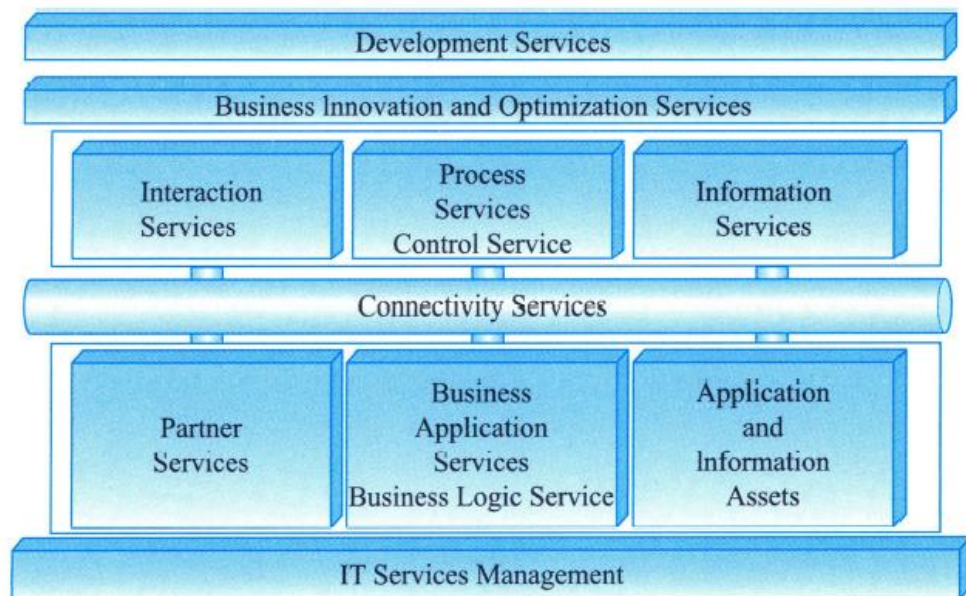 Development Services
Business Innovation and Optimization Services
Interaction
Services
Process
Services
Control Service
Information
Services
Connectivity Services
Partner
Services
Business
Application
Services
Business Logic Service
Application
and
Information
Assets
IT Services Management